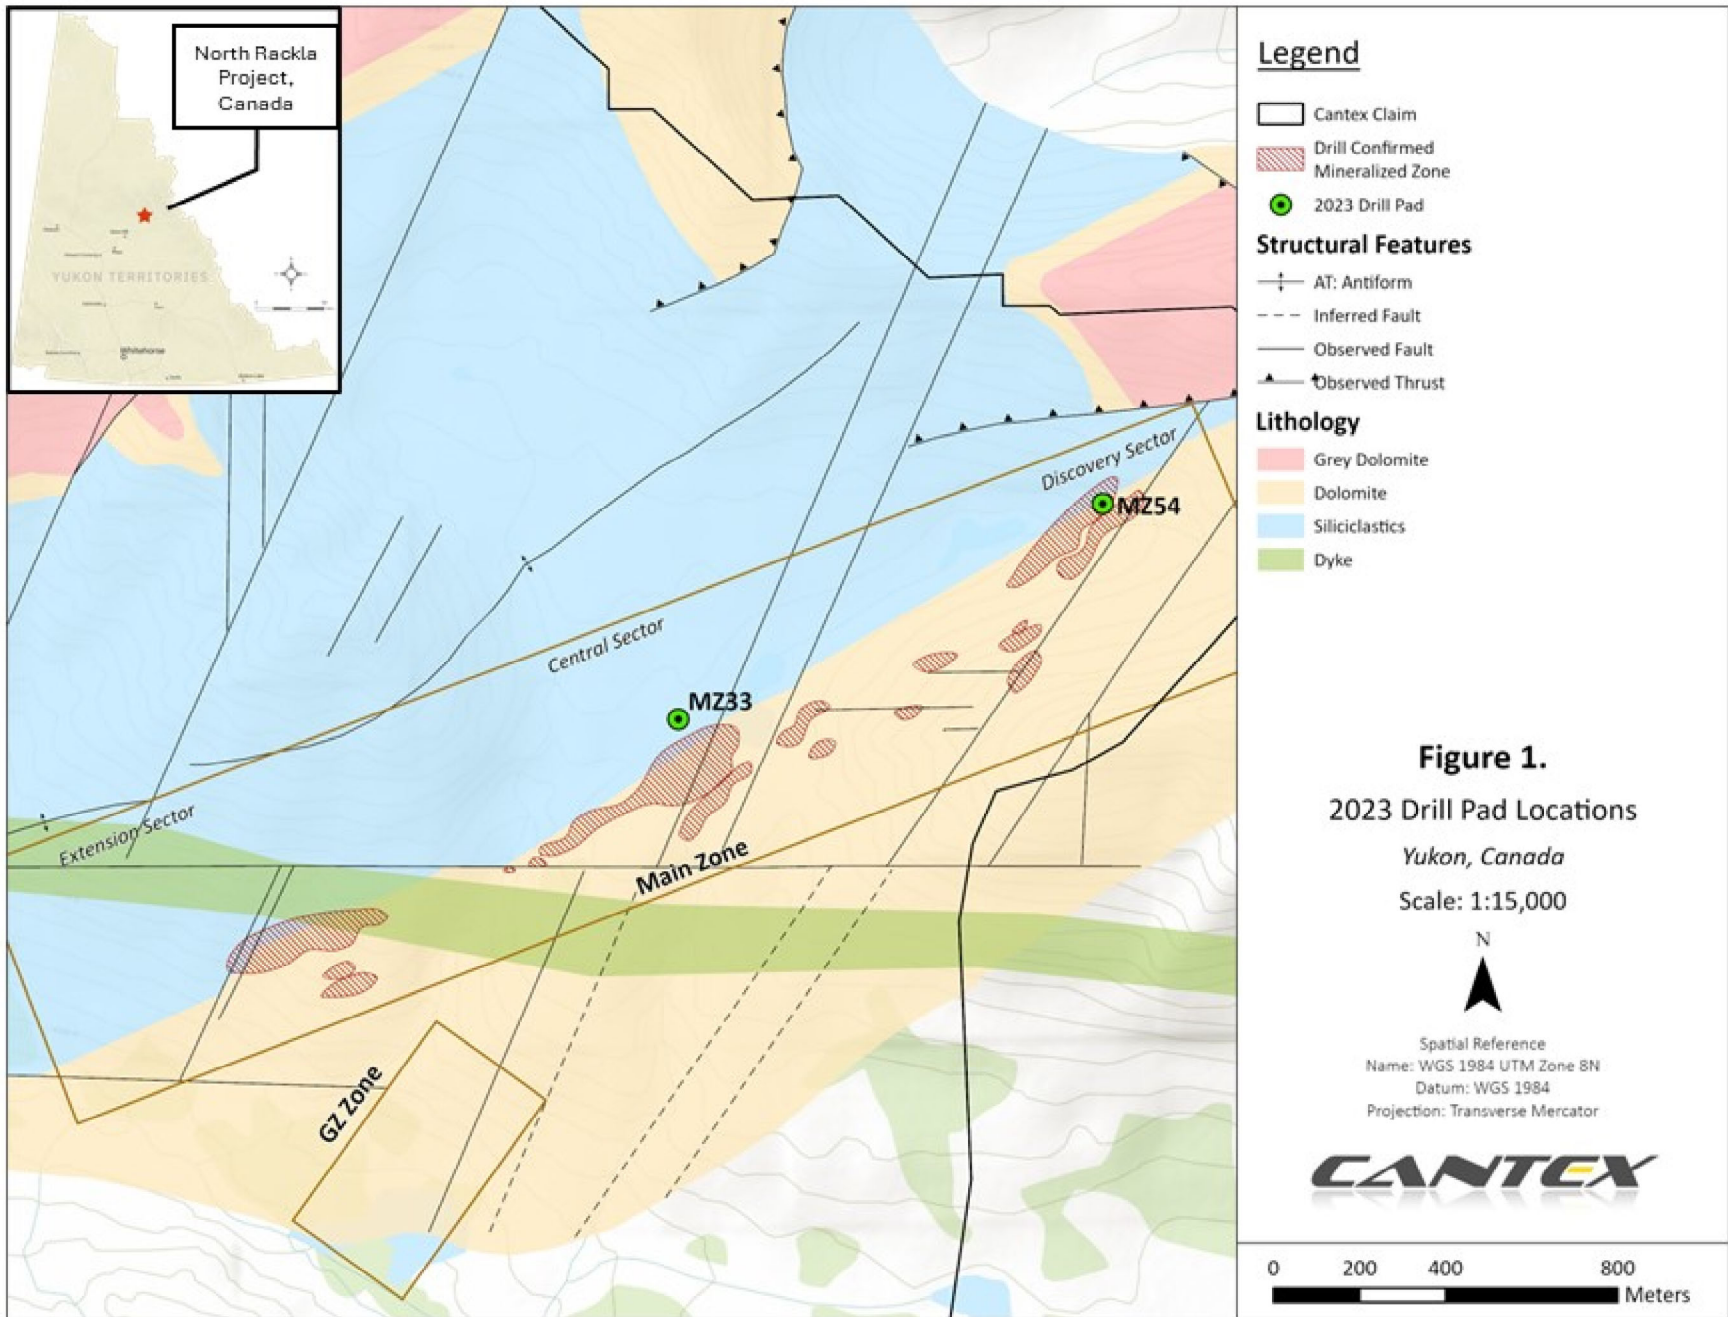 North Rackla
Project,
Canada
YUKON TERRITORIES
Whitehorse
Discovery Sector
MZ54
Central Sector
MZ33
Extension Sector
Main Zone
GZ Zone
Legend
Cantex Claim
Drill Confirmed
Mineralized Zone
2023 Drill Pad
Structural Features
AT: Antiform
Inferred Fault
Observed Fault
Observed Thrust
Lithology
Grey Dolomite
Dolomite
Siliciclastics
Dyke
Figure 1.
2023 Drill Pad Locations
Yukon, Canada
Scale: 1:15,000
N
Spatial Reference
Name: WGS 1984 UTM Zone 8N
Datum: WGS 1984
Projection: Transverse Mercator
CANTEX
0 200 400 800
Meters